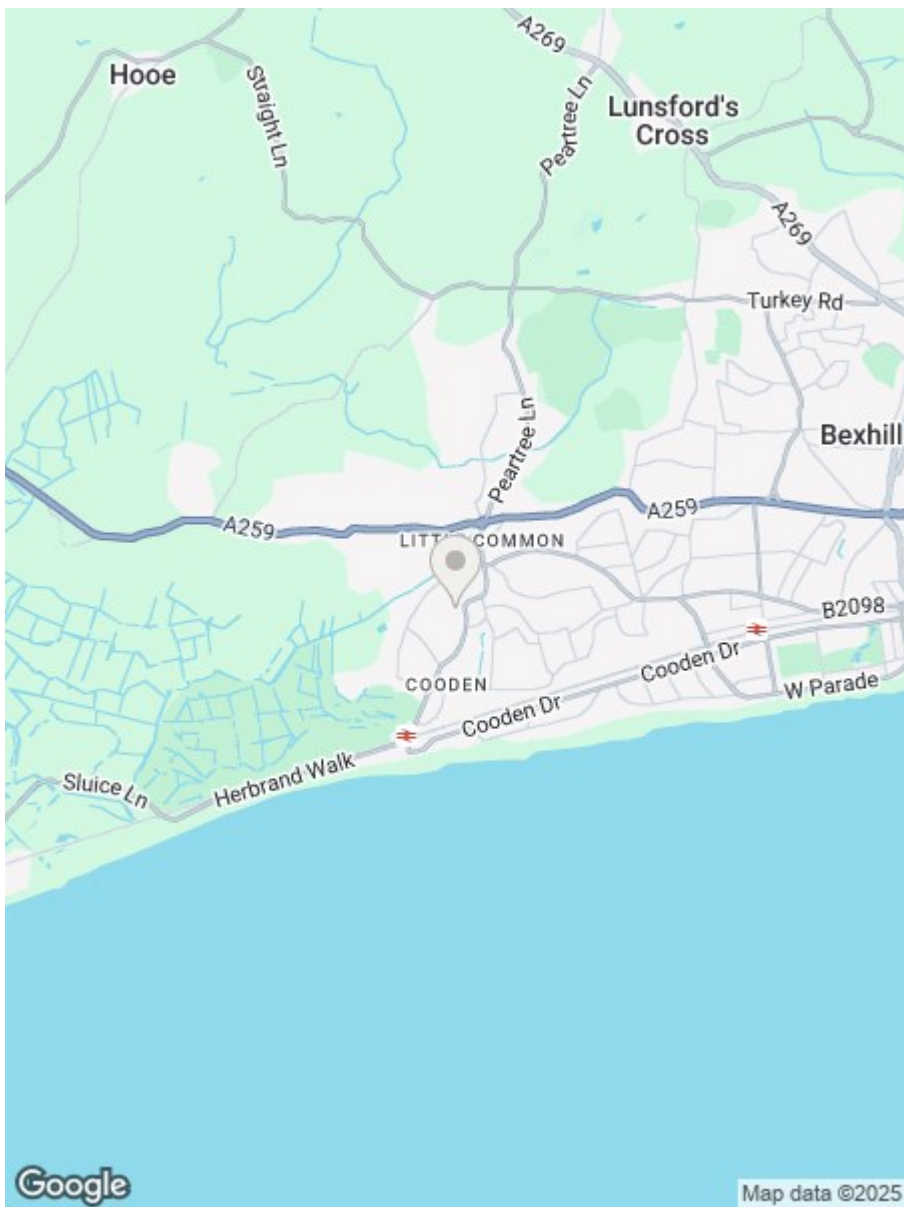 A269
Hooe
Straight Ln
Peartree Ln
Lunsford's
Cross
A269
Turkey Rd
Peartree Ln
Bexhill
A259
A259
COMMON
B2098
Cooden Dr
COODEN
W Parade
Cooden Dr
Herbrand Walk
Sluice Ln
Google
Map data ©2025